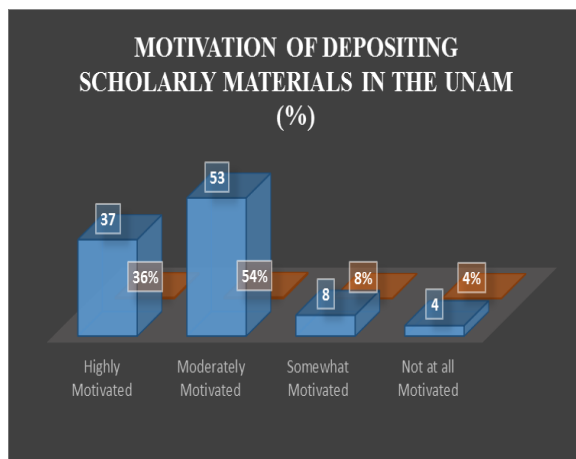 MOTIVATION OF DEPOSITING
SCHOLARLY MATERIALS IN THE UNAM
(%)
53
37
36%
54%
8%
4%
8
4
Highly Motivated
Moderately Motivated
Somewhat Motivated
Not at all Motivated